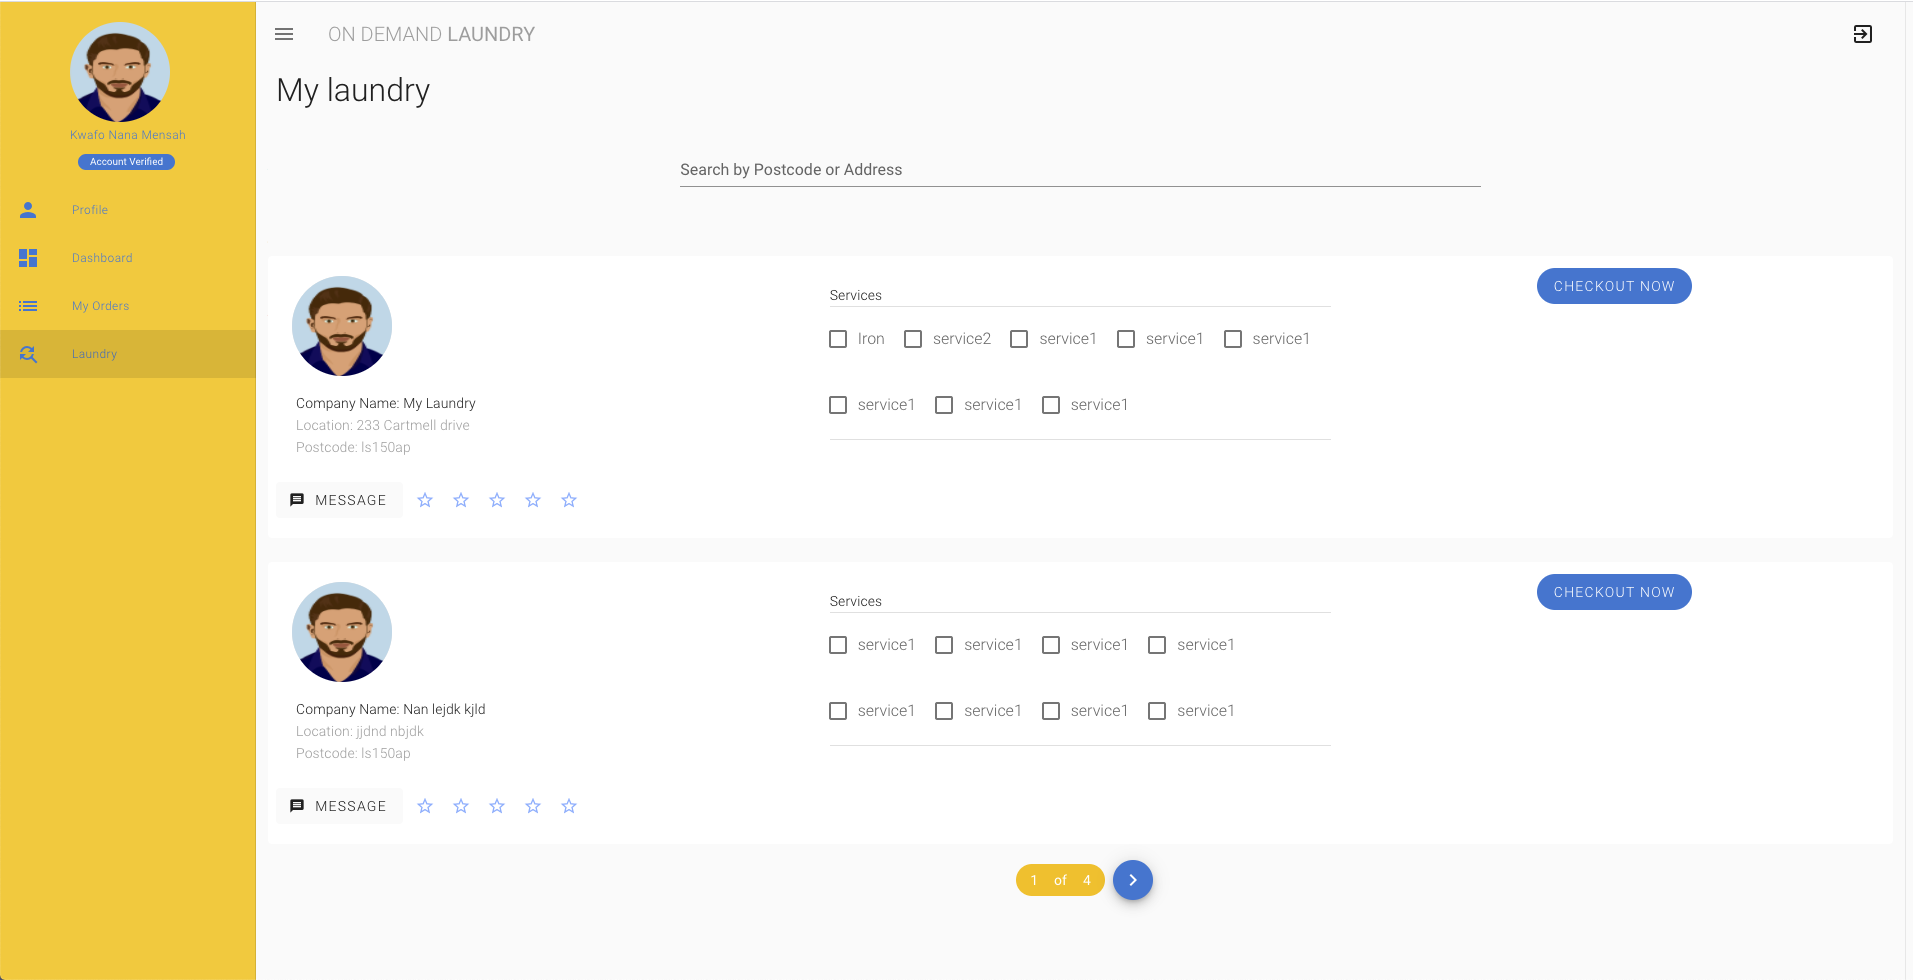 Kwafo Nana Mensah
Account Verified
Profile
Dashboard
My Orders
Laundry
ON DEMAND LAUNDRY
My laundry
Search by Postcode or Address
Company Name: My Laundry
Location: 233 Cartmell drive
Postcode: ls150ap
MESSAGE
Services
Iron service2 service1 service1 service1
service1 service1 service1
CHECKOUT NOW
Company Name: Nan lejdk kjld
Location: jjdnd nbjdk
Postcode: ls150ap
MESSAGE
Services
service1 service1 service1 service1
service1 service1 service1 service1
CHECKOUT NOW
1 of 4